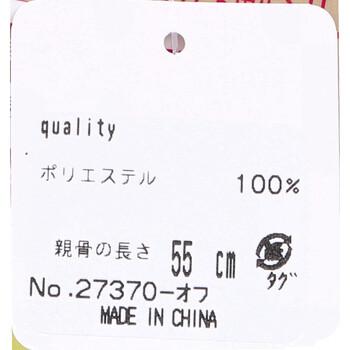 quality
ポリエステル 100%
親骨の長さ 55 cm
タグ
No.27370-オフ
MADE IN CHINA